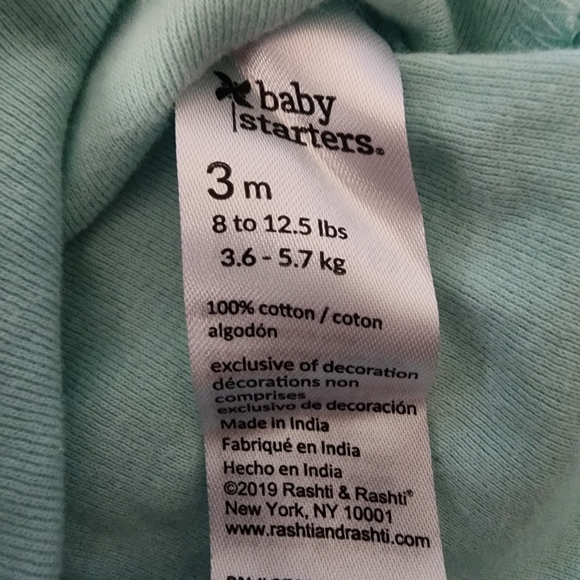 baby
starters®
3 m
8 to 12.5 lbs
3.6 - 5.7 kg
100% cotton / coton
algodón
exclusive of decoration
décorations non
comprises
exclusivo de decoración
Made in India
Fabriqué en India
Hecho en India
©2019 Rashti & Rashti®
New York, NY 10001
www.rashtiandrashti.com